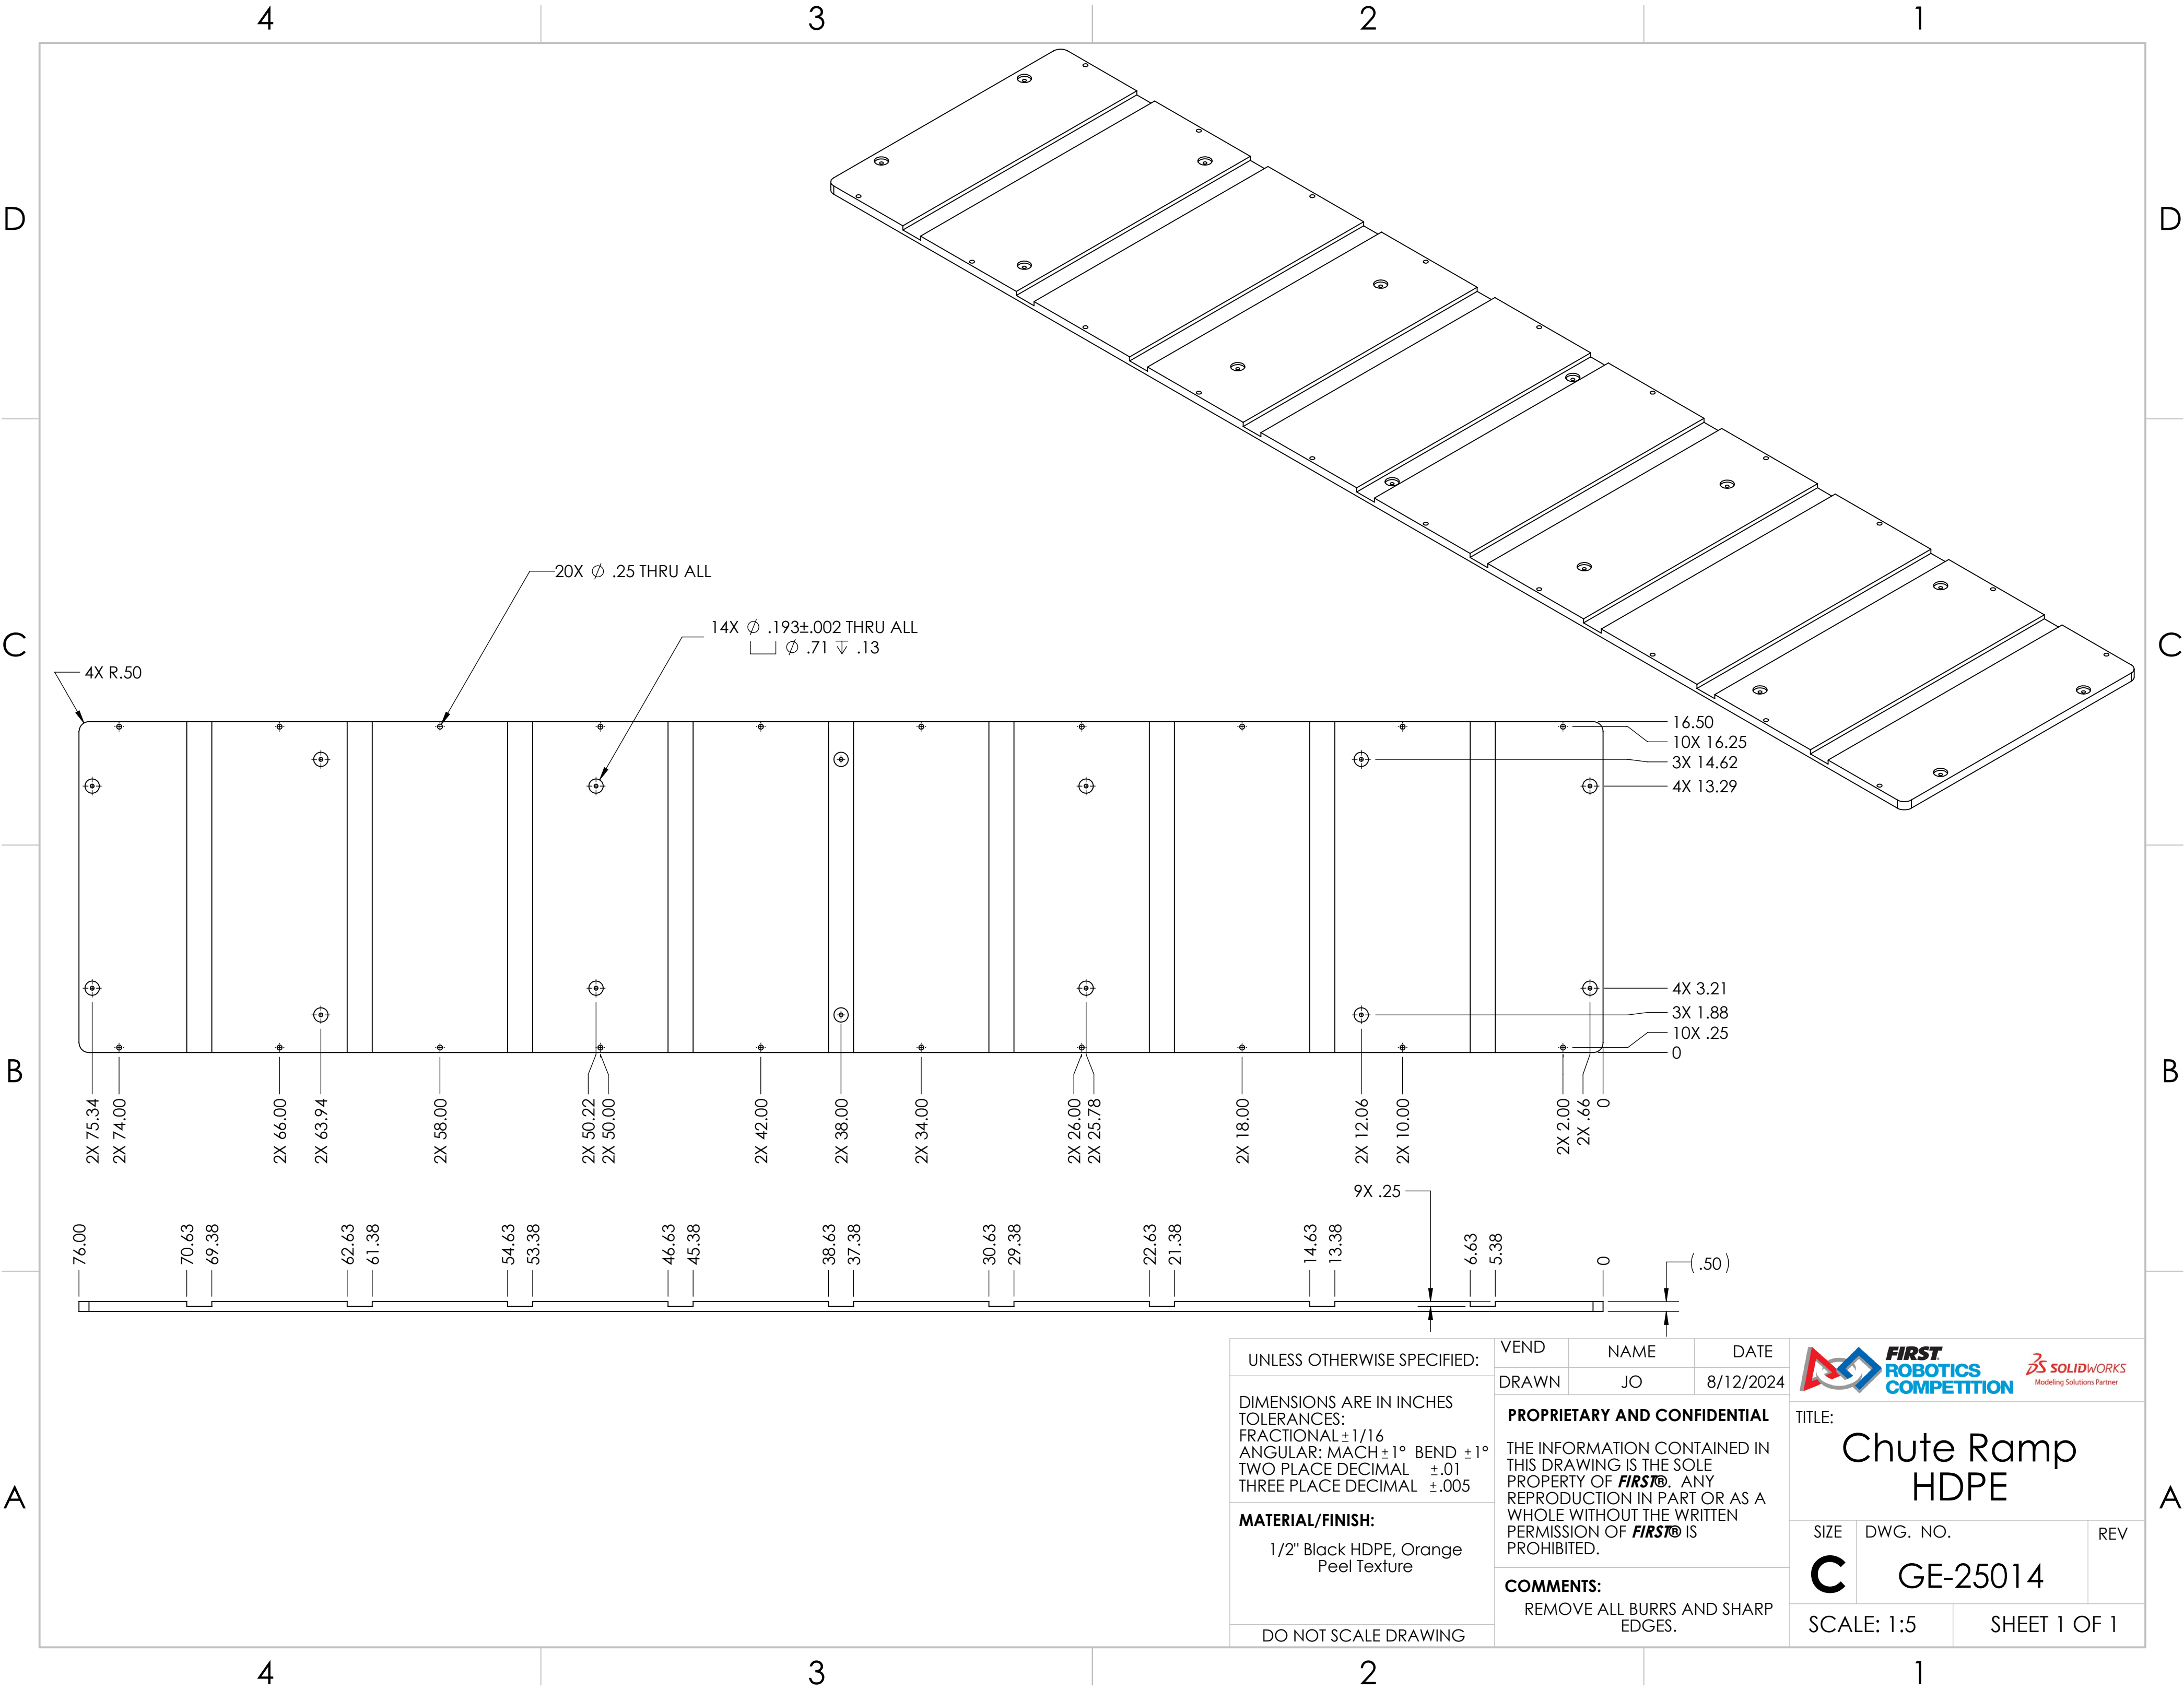 4 3 2 1
D D
20X ⌀ .25 THRU ALL
14X ⌀ .193±.002 THRU ALL
⌴ ⌀ .71 ↧ .13
C C
4X R.50
16.50
10X 16.25
3X 14.62
4X 13.29
4X 3.21
3X 1.88
10X .25
0
B B
2X 75.34
2X 74.00
2X 66.00
2X 63.94
2X 58.00
2X 50.22
2X 50.00
2X 42.00
2X 38.00
2X 34.00
2X 26.00
2X 25.78
2X 18.00
2X 12.06
2X 10.00
2X 2.00
2X .66
0
9X .25
76.00
70.63
69.38
62.63
61.38
54.63
53.38
46.63
45.38
38.63
37.38
30.63
29.38
22.63
21.38
14.63
13.38
6.63
5.38
0
(.50)
UNLESS OTHERWISE SPECIFIED:
DIMENSIONS ARE IN INCHES
TOLERANCES:
FRACTIONAL ±1/16
ANGULAR: MACH ±1° BEND ±1°
TWO PLACE DECIMAL ±.01
THREE PLACE DECIMAL ±.005
MATERIAL/FINISH:
1/2" Black HDPE, Orange
Peel Texture
DO NOT SCALE DRAWING
VEND NAME DATE
DRAWN JO 8/12/2024
PROPRIETARY AND CONFIDENTIAL
THE INFORMATION CONTAINED IN
THIS DRAWING IS THE SOLE
PROPERTY OF FIRST®. ANY
REPRODUCTION IN PART OR AS A
WHOLE WITHOUT THE WRITTEN
PERMISSION OF FIRST® IS
PROHIBITED.
COMMENTS:
REMOVE ALL BURRS AND SHARP
EDGES.
FIRST
ROBOTICS
COMPETITION
SOLIDWORKS
Modeling Solutions Partner
TITLE:
Chute Ramp
HDPE
SIZE DWG. NO. REV
C GE-25014
SCALE: 1:5 SHEET 1 OF 1
A A
4 3 2 1